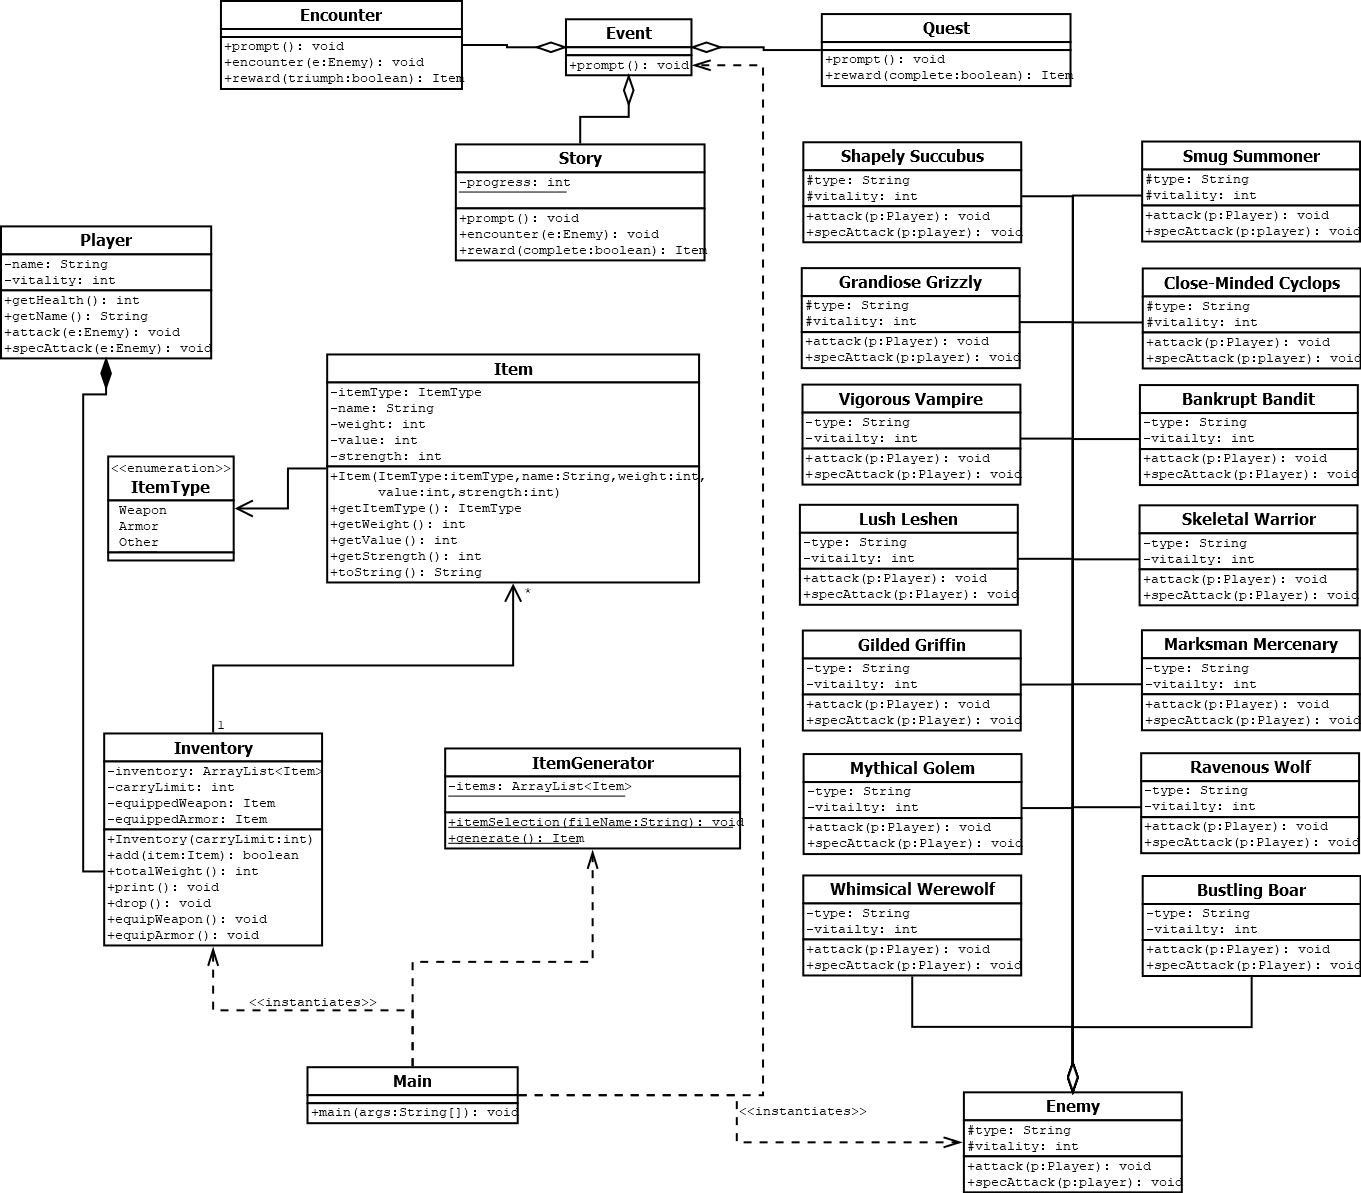 Encounter
+prompt(): void
+encounter(e:Enemy): void
+reward(triumph:boolean): Item
Event
+prompt(): void
Quest
+prompt(): void
+reward(complete:boolean): Item
Story
-progress: int
+prompt(): void
+encounter(e:Enemy): void
+reward(complete:boolean): Item
Player
-name: String
-vitality: int
+getHealth(): int
+getName(): String
+attack(e:Enemy): void
+specAttack(e:Enemy): void
Item
-itemType: ItemType
-name: String
-weight: int
-value: int
-strength: int
+Item(ItemType:itemType,name:String,weight:int,
value:int,strength:int)
+getItemType(): ItemType
+getWeight(): int
+getValue(): int
+getStrength(): int
+toString(): String
<<enumeration>>
ItemType
Weapon
Armor
Other
*
1
Inventory
-inventory: ArrayList<Item>
-carryLimit: int
-equippedWeapon: Item
-equippedArmor: Item
+Inventory(carryLimit:int)
+add(item:Item): boolean
+totalWeight(): int
+print(): void
+drop(): void
+equipWeapon(): void
+equipArmor(): void
ItemGenerator
-items: ArrayList<Item>
+itemSelection(fileName:String): void
+generate(): Item
<<instantiates>>
Main
+main(args:String[]): void
<<instantiates>>
Shapely Succubus
#type: String
#vitality: int
+attack(p:Player): void
+specAttack(p:player): void
Smug Summoner
#type: String
#vitality: int
+attack(p:Player): void
+specAttack(p:player): void
Grandiose Grizzly
#type: String
#vitality: int
+attack(p:Player): void
+specAttack(p:player): void
Close-Minded Cyclops
#type: String
#vitality: int
+attack(p:Player): void
+specAttack(p:player): void
Vigorous Vampire
-type: String
-vitailty: int
+attack(p:Player): void
+specAttack(p:Player): void
Bankrupt Bandit
-type: String
-vitailty: int
+attack(p:Player): void
+specAttack(p:Player): void
Lush Leshen
-type: String
-vitailty: int
+attack(p:Player): void
+specAttack(p:Player): void
Skeletal Warrior
-type: String
-vitailty: int
+attack(p:Player): void
+specAttack(p:Player): void
Gilded Griffin
-type: String
-vitailty: int
+attack(p:Player): void
+specAttack(p:Player): void
Marksman Mercenary
-type: String
-vitailty: int
+attack(p:Player): void
+specAttack(p:Player): void
Mythical Golem
-type: String
-vitailty: int
+attack(p:Player): void
+specAttack(p:Player): void
Ravenous Wolf
-type: String
-vitailty: int
+attack(p:Player): void
+specAttack(p:Player): void
Whimsical Werewolf
-type: String
-vitailty: int
+attack(p:Player): void
+specAttack(p:Player): void
Bustling Boar
-type: String
-vitailty: int
+attack(p:Player): void
+specAttack(p:Player): void
Enemy
#type: String
#vitality: int
+attack(p:Player): void
+specAttack(p:player): void